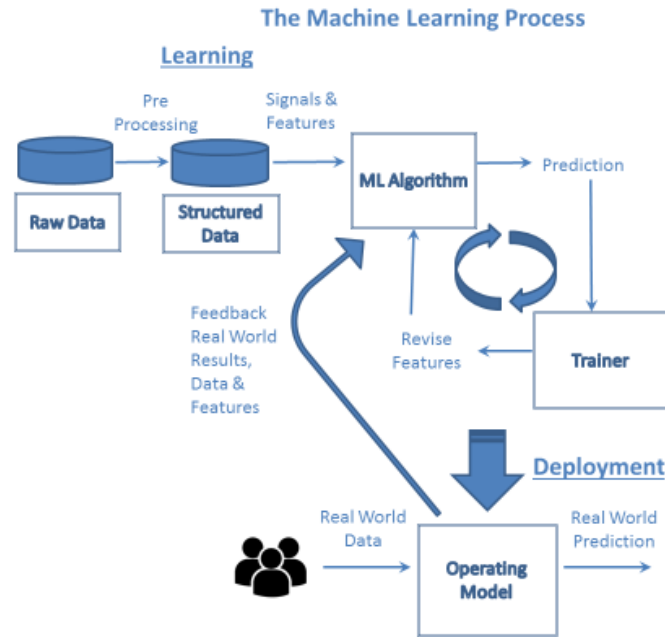 The Machine Learning Process
Learning
Pre
Processing
Signals &
Features
ML Algorithm
Prediction
Raw Data
Structured
Data
Feedback
Real World
Results,
Data &
Features
Revise
Features
Trainer
Deployment
Real World
Data
Operating
Model
Real World
Prediction